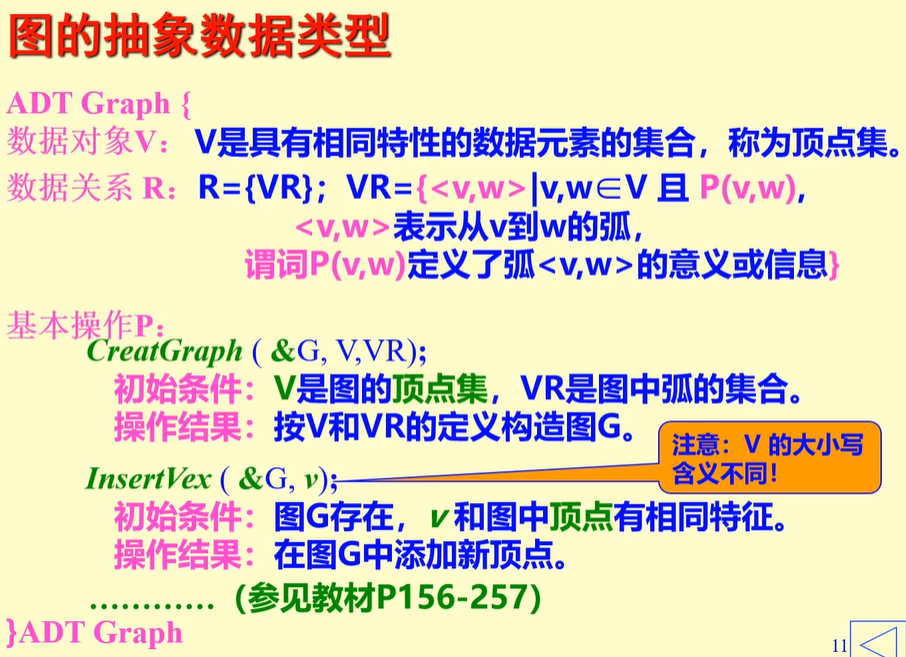 图的抽象数据类型
ADT Graph {
数据对象V： V是具有相同特性的数据元素的集合，称为顶点集。
数据关系 R：R={VR}；VR={<v,w>|v,w∈V 且 P(v,w),
<v,w>表示从v到w的弧，
谓词P(v,w)定义了弧<v,w>的意义或信息}
基本操作P：
CreatGraph ( &G, V,VR);
初始条件：V是图的顶点集，VR是图中弧的集合。
操作结果：按V和VR的定义构造图G。
注意：V 的大小写
含义不同！
InsertVex ( &G, v);
初始条件：图G存在，v 和图中顶点有相同特征。
操作结果：在图G中添加新顶点。
…………（参见教材P156-257）
}ADT Graph
11